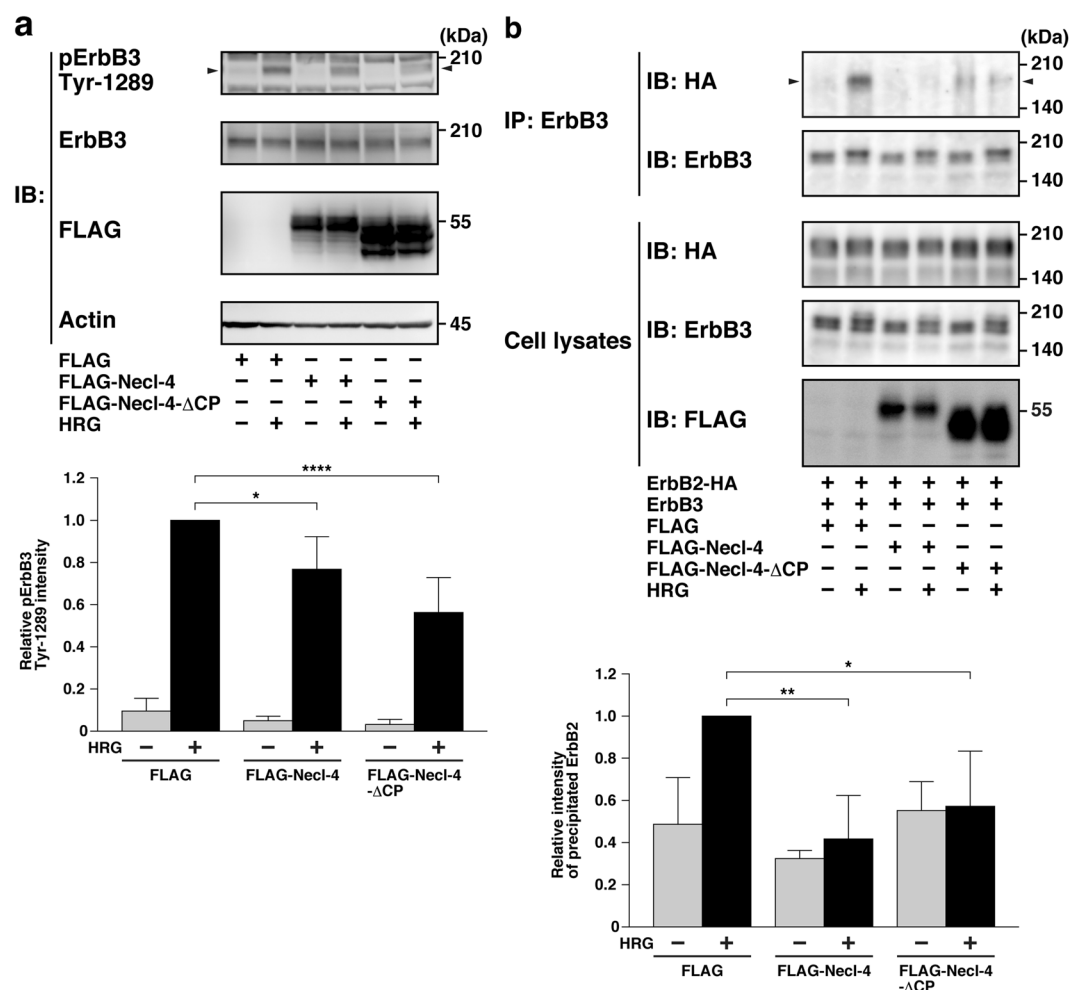 a
(kDa)
pErbB3
Tyr-1289
210
ErbB3
210
IB:
FLAG
55
Actin
45
FLAG + + − − − −
FLAG-Necl-4 − − + + − −
FLAG-Necl-4-ΔCP − − − − + +
HRG − + − + − +
****
*
1.2
1.0
0.8
0.6
0.4
0.2
0
Relative pErbB3
Tyr-1289 intensity
HRG − + − + − +
FLAG FLAG-Necl-4 FLAG-Necl-4
-ΔCP
b
(kDa)
IP: ErbB3
IB: HA
210
140
IB: ErbB3
210
140
Cell lysates
IB: HA
210
140
IB: ErbB3
210
140
IB: FLAG
55
ErbB2-HA + + + + + +
ErbB3 + + + + + +
FLAG + + − − − −
FLAG-Necl-4 − − + + − −
FLAG-Necl-4-ΔCP − − − − + +
HRG − + − + − +
*
**
1.2
1.0
0.8
0.6
0.4
0.2
0
Relative intensity
of precipitated ErbB2
HRG − + − + − +
FLAG FLAG-Necl-4 FLAG-Necl-4
-ΔCP